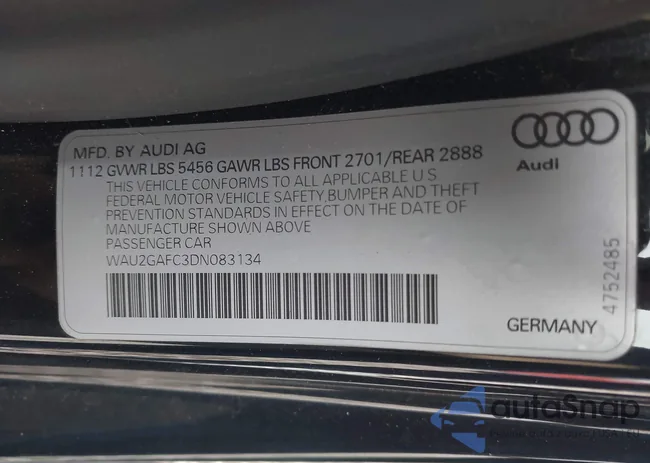 MFD. BY AUDI AG
1112 GVWR LBS 5456 GAWR LBS FRONT 2701/REAR 2888
THIS VEHICLE CONFORMS TO ALL APPLICABLE U S
FEDERAL MOTOR VEHICLE SAFETY,BUMPER AND THEFT
PREVENTION STANDARDS IN EFFECT ON THE DATE OF
MANUFACTURE SHOWN ABOVE
PASSENGER CAR
WAU2GAFC3DN083134
Audi
4752485
GERMANY
autoSnap